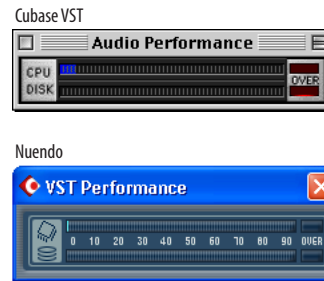 Cubase VST
Audio Performance
CPU
DISK
OVER
Nuendo
VST Performance
0 10 20 30 40 50 60 70 80 90 OVER